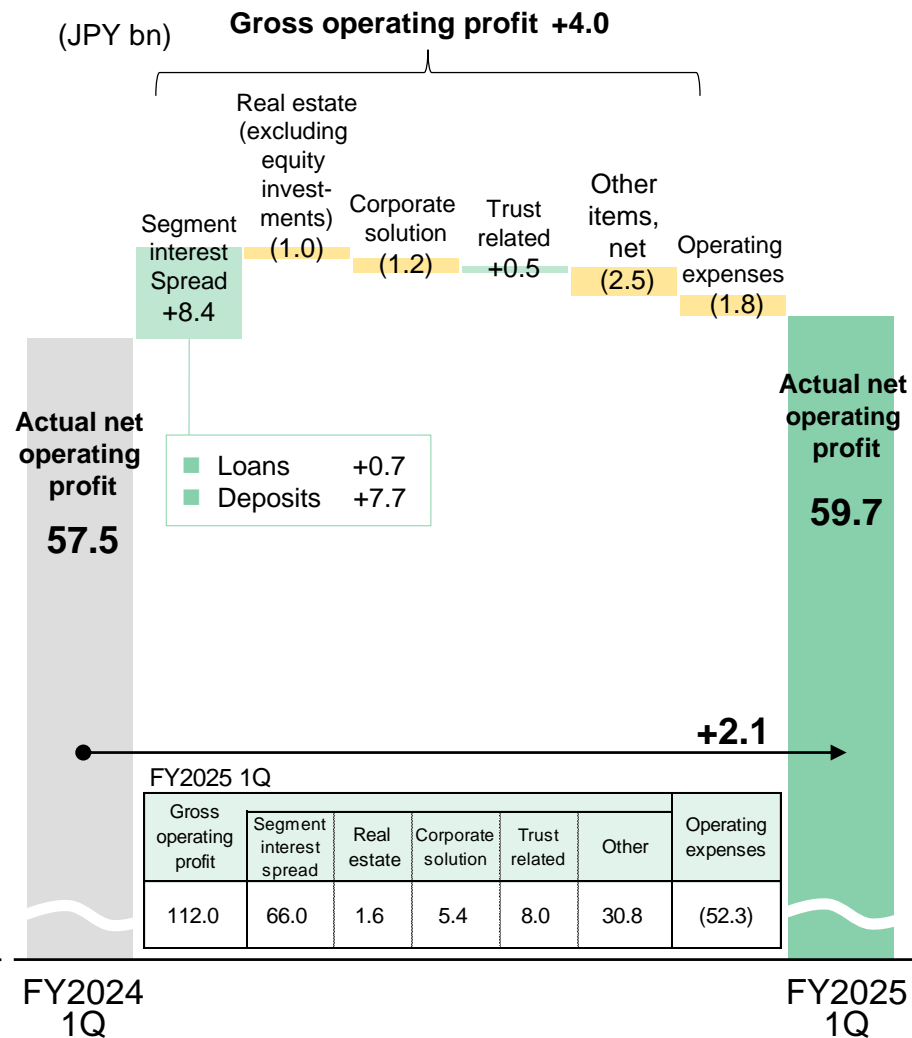 (JPY bn)
Gross operating profit +4.0
Segment
interest
Spread
+8.4
Real estate
(excluding
equity
invest-
ments)
(1.0)
Corporate
solution
(1.2)
Trust
related
+0.5
Other
items,
net
(2.5)
Operating
expenses
(1.8)
Actual net
operating
profit
57.5
■ Loans +0.7
■ Deposits +7.7
Actual net
operating
profit
59.7
+2.1
FY2025 1Q
Gross
operating
profit
Segment
interest
spread
Real
estate
Corporate
solution
Trust
related
Other
Operating
expenses
112.0 66.0 1.6 5.4 8.0 30.8 (52.3)
FY2024
1Q
FY2025
1Q